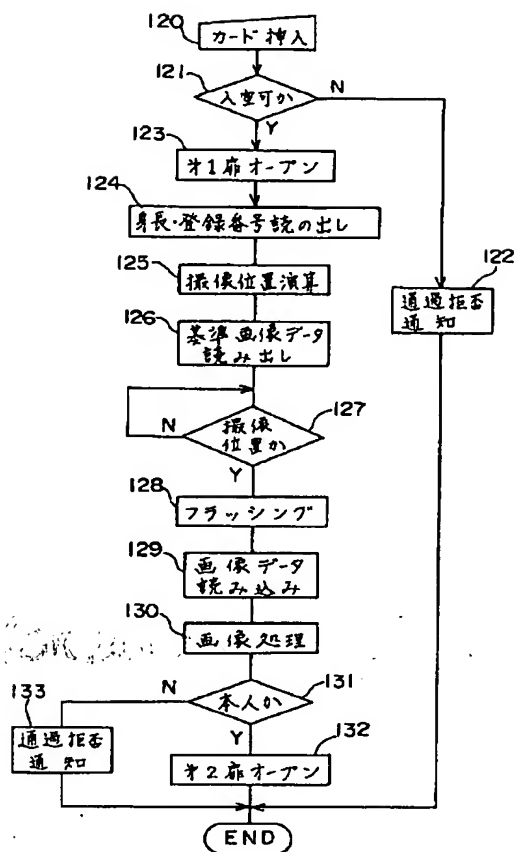 120
カード挿入
121
入室可か
N
Y
123
オ1扉オープン
124
身長・登録番号読の出し
125
撮像位置演算
122
通過拒否
通知
126
基準画像データ
読み出し
127
撮像
位置か
N
Y
128
フラッシング
129
画像データ
読み込み
130
画像処理
131
本人か
N
Y
133
通過拒否
通知
132
オ2扉オープン
END